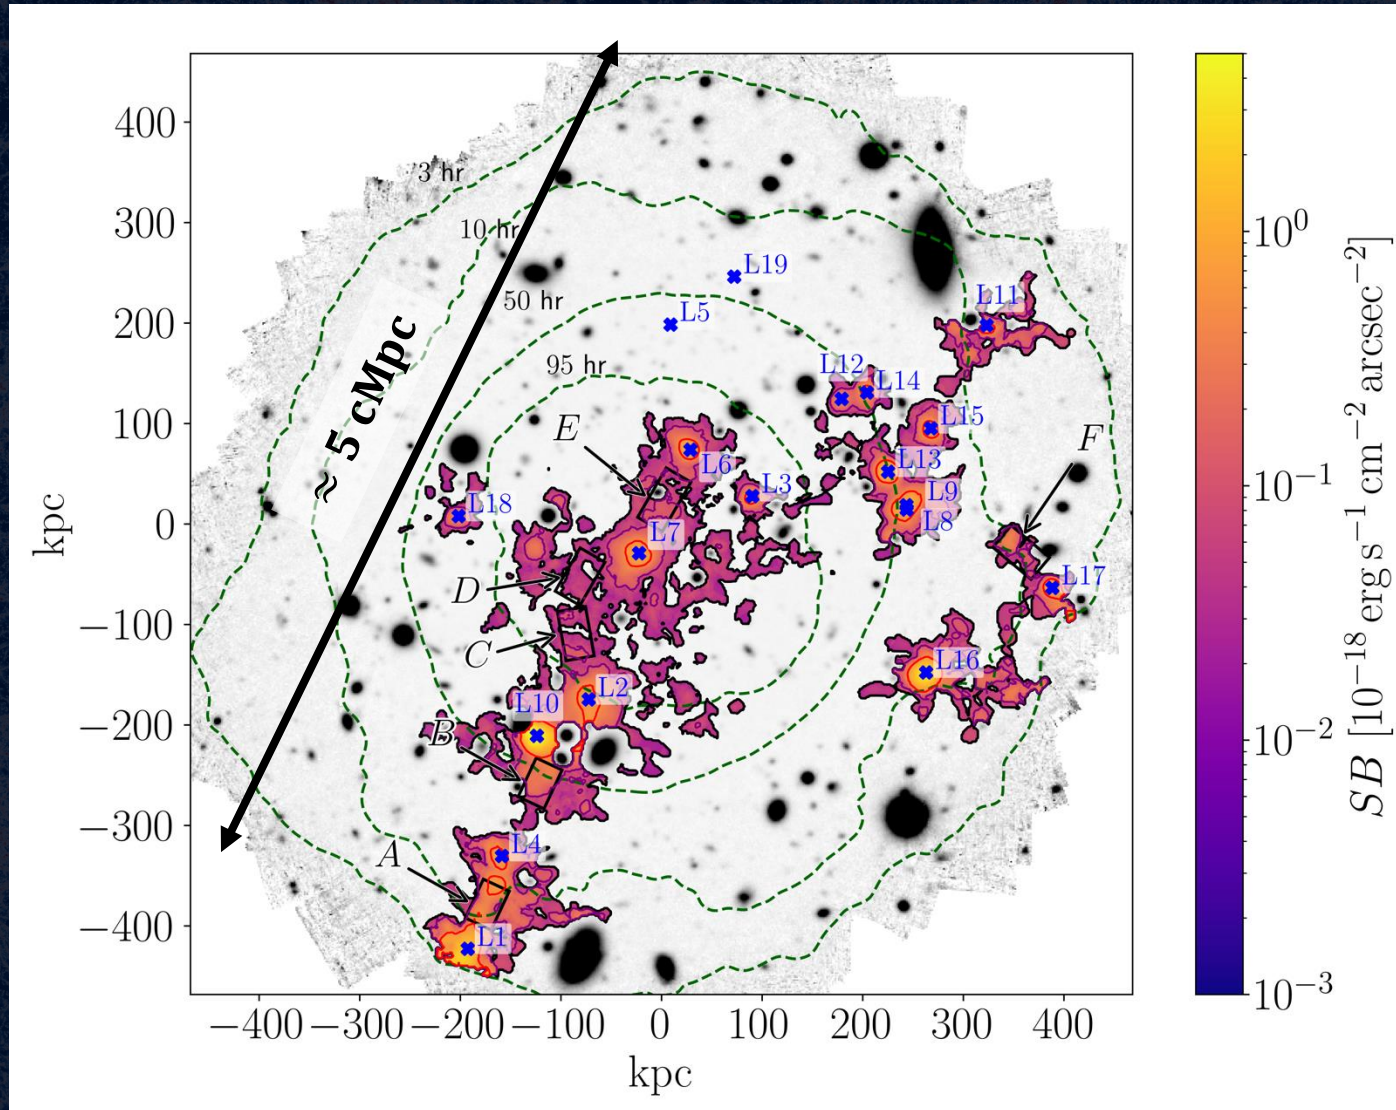 400
300
200
100
0
−100
−200
−300
−400
kpc
−400
−300
−200
−100
0
100
200
300
400
kpc
3 hr
10 hr
50 hr
95 hr
≈ 5 cMpc
L19
L5
L11
L12
L14
L15
L6
L13
L3
L9
L8
L18
L7
L17
L16
L2
L10
L4
L1
E
F
D
C
B
A
10⁰
10⁻¹
10⁻²
10⁻³
SB [10⁻¹⁸ erg s⁻¹ cm⁻² arcsec⁻²]